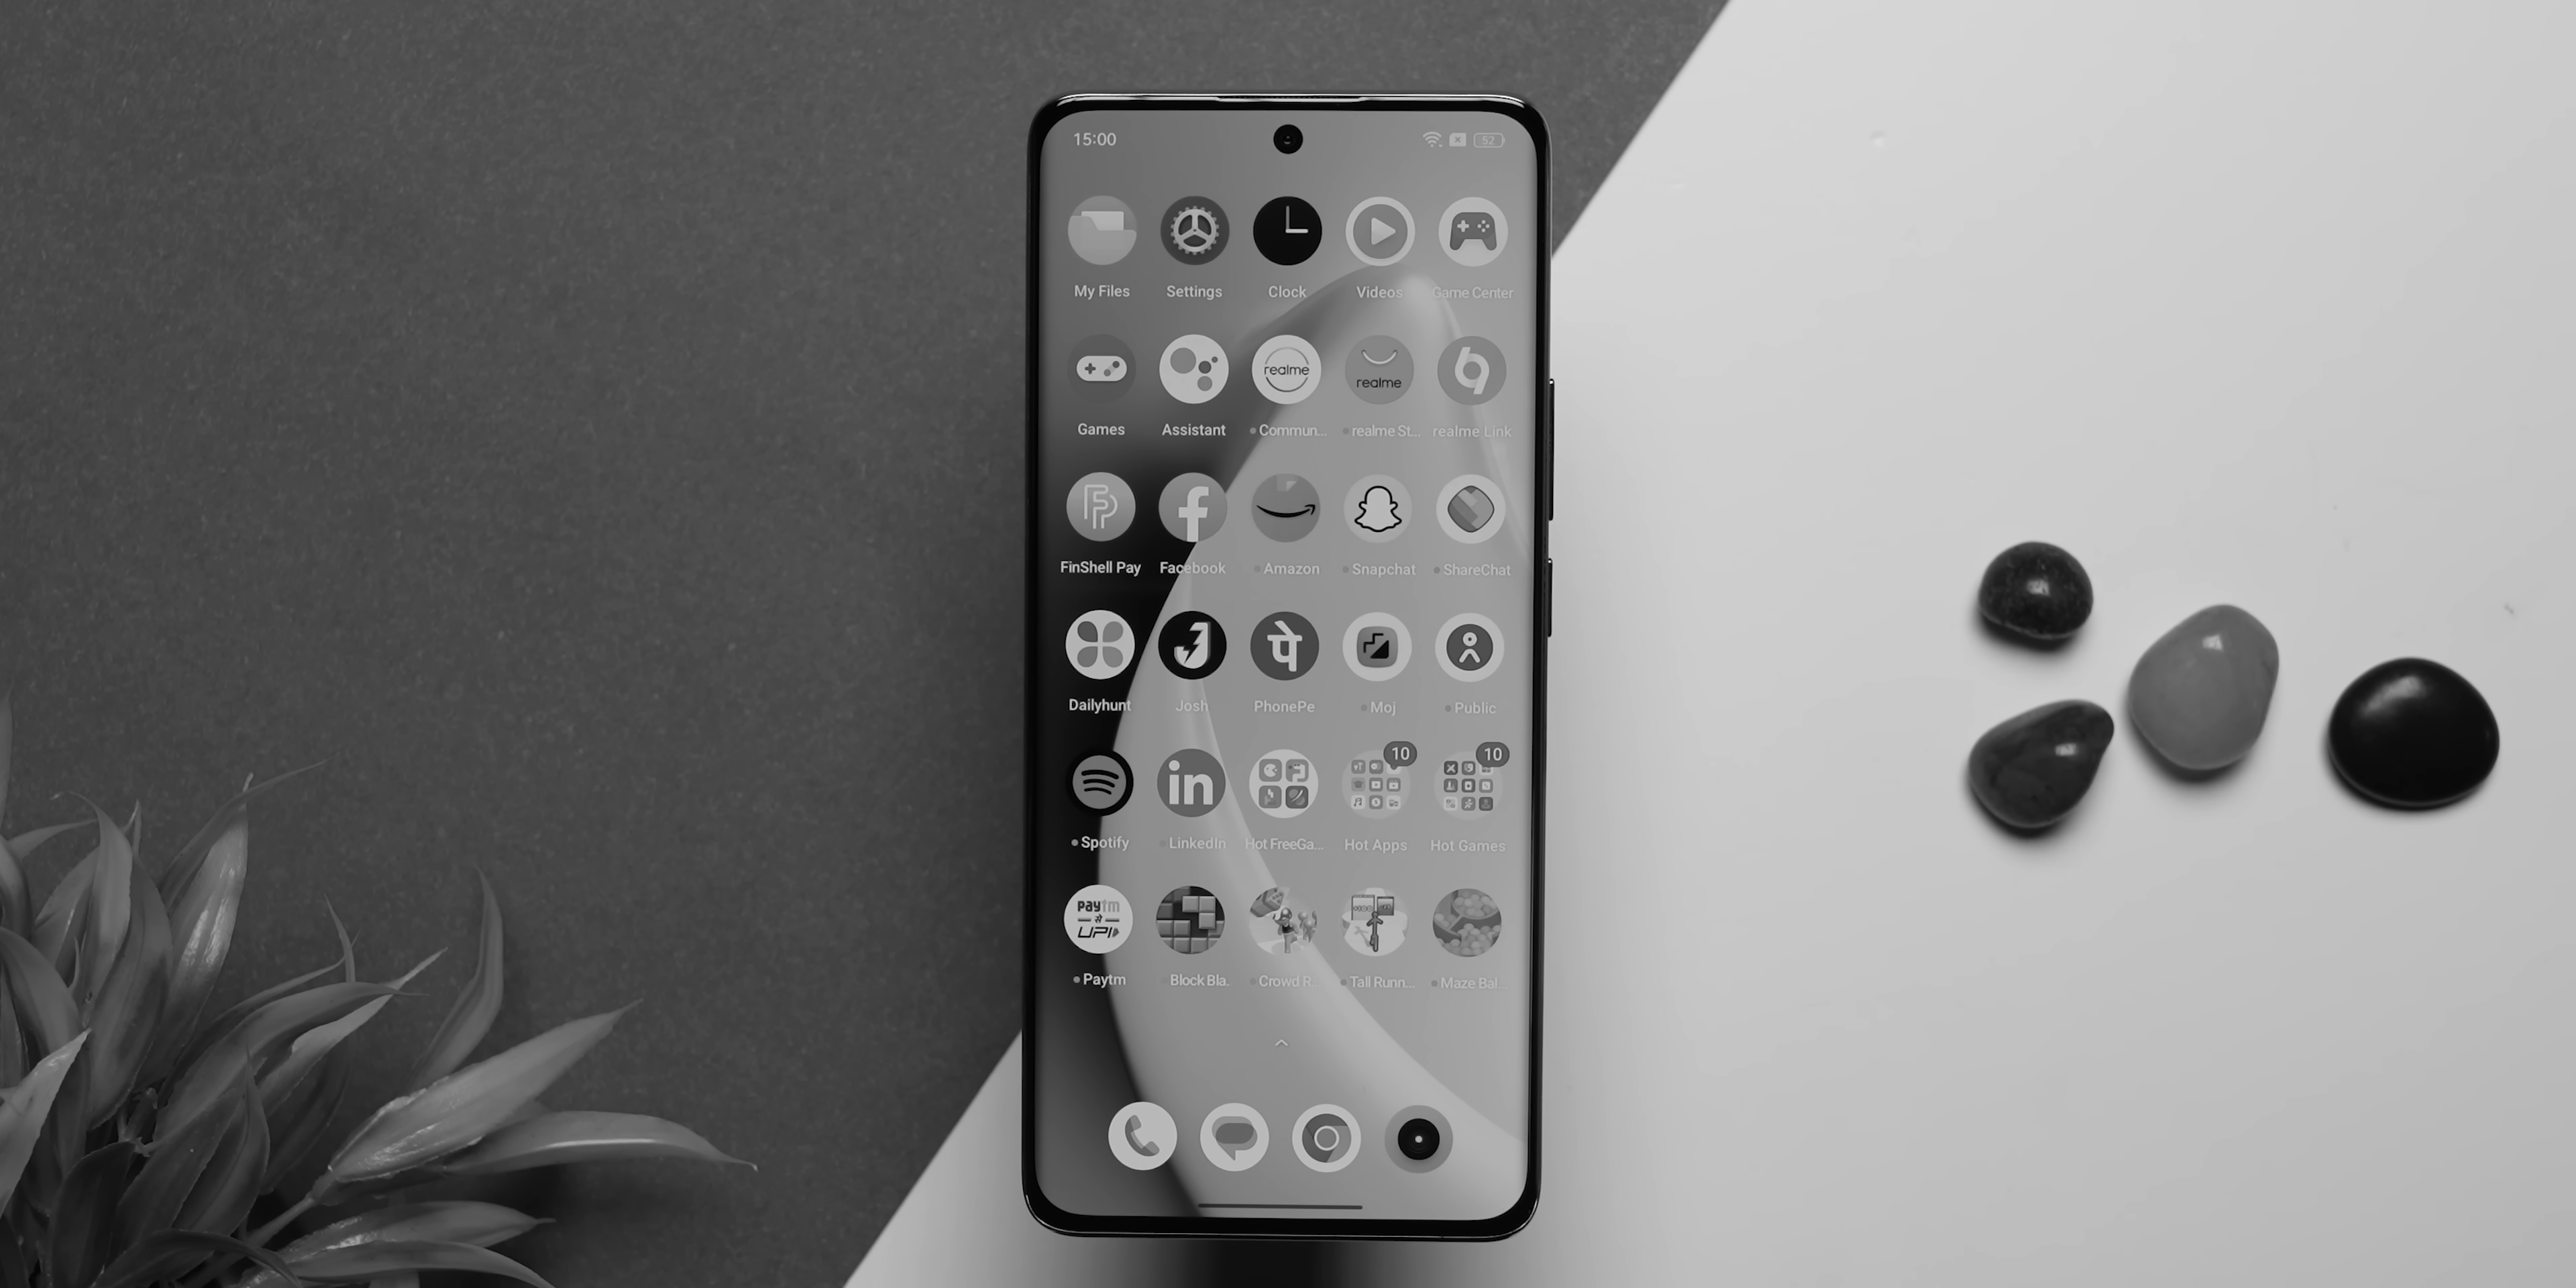 15:00 52
My Files Settings Clock Videos Game Center
realme realme
Games Assistant Commun... realme St... realme Link
FinShell Pay Facebook Amazon Snapchat ShareChat
पे
Dailyhunt Josh PhonePe Moj Public
in 10 10
Spotify LinkedIn Hot FreeGa... Hot Apps Hot Games
paytm
से
UPI
Paytm Block Bla. Crowd R... Tall Runn... Maze Bal...